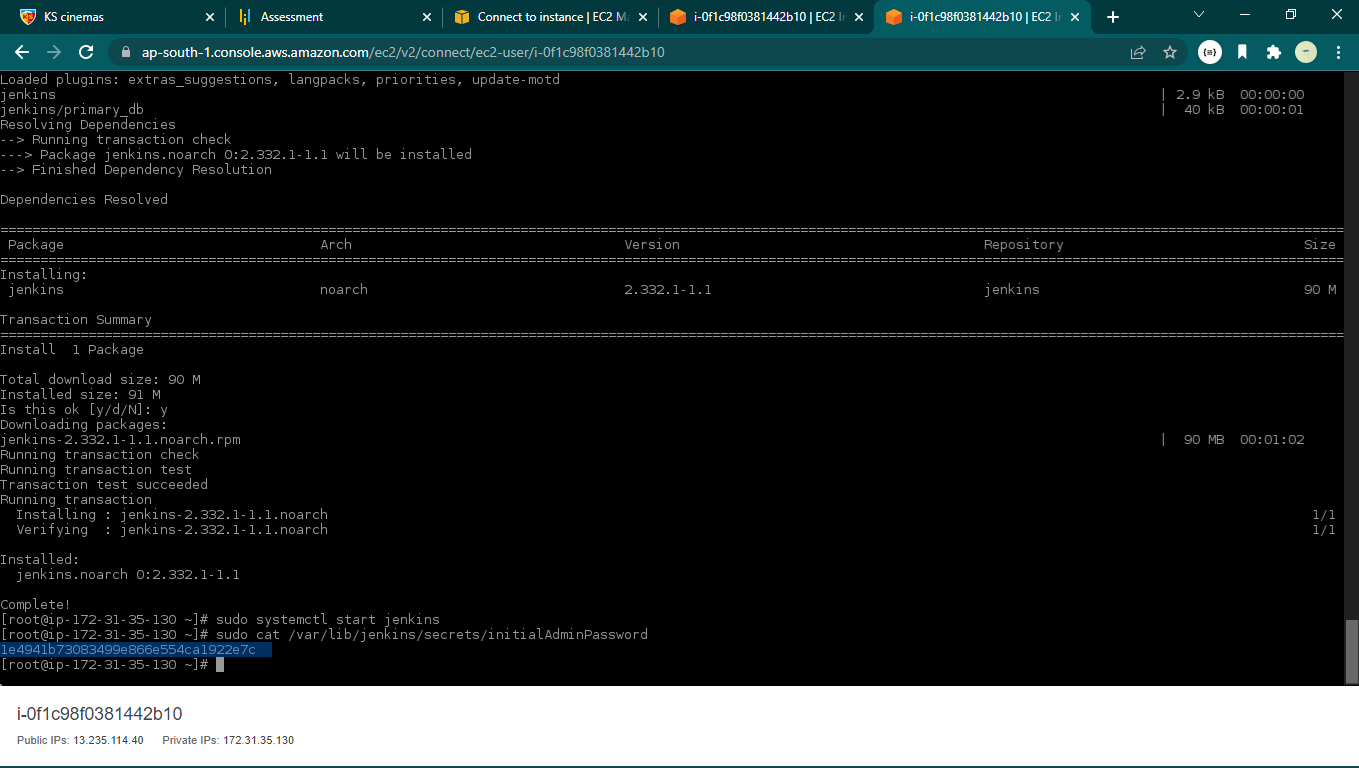 KS cinemas
Assessment
Connect to instance | EC2 Ma
i-0f1c98f0381442b10 | EC2 In
i-0f1c98f0381442b10 | EC2 In
ap-south-1.console.aws.amazon.com/ec2/v2/connect/ec2-user/i-0f1c98f0381442b10
Loaded plugins: extras_suggestions, langpacks, priorities, update-motd
jenkins | 2.9 kB 00:00:00
jenkins/primary_db | 40 kB 00:00:01
Resolving Dependencies
--> Running transaction check
---> Package jenkins.noarch 0:2.332.1-1.1 will be installed
--> Finished Dependency Resolution
Dependencies Resolved
Package Arch Version Repository Size
Installing:
jenkins noarch 2.332.1-1.1 jenkins 90 M
Transaction Summary
Install 1 Package
Total download size: 90 M
Installed size: 91 M
Is this ok [y/d/N]: y
Downloading packages:
jenkins-2.332.1-1.1.noarch.rpm | 90 MB 00:01:02
Running transaction check
Running transaction test
Transaction test succeeded
Running transaction
Installing : jenkins-2.332.1-1.1.noarch 1/1
Verifying : jenkins-2.332.1-1.1.noarch 1/1
Installed:
jenkins.noarch 0:2.332.1-1.1
Complete!
[root@ip-172-31-35-130 ~]# sudo systemctl start jenkins
[root@ip-172-31-35-130 ~]# sudo cat /var/lib/jenkins/secrets/initialAdminPassword
1e4941b73083499e866e554ca1922e7c
[root@ip-172-31-35-130 ~]#
i-0f1c98f0381442b10
Public IPs: 13.235.114.40 Private IPs: 172.31.35.130